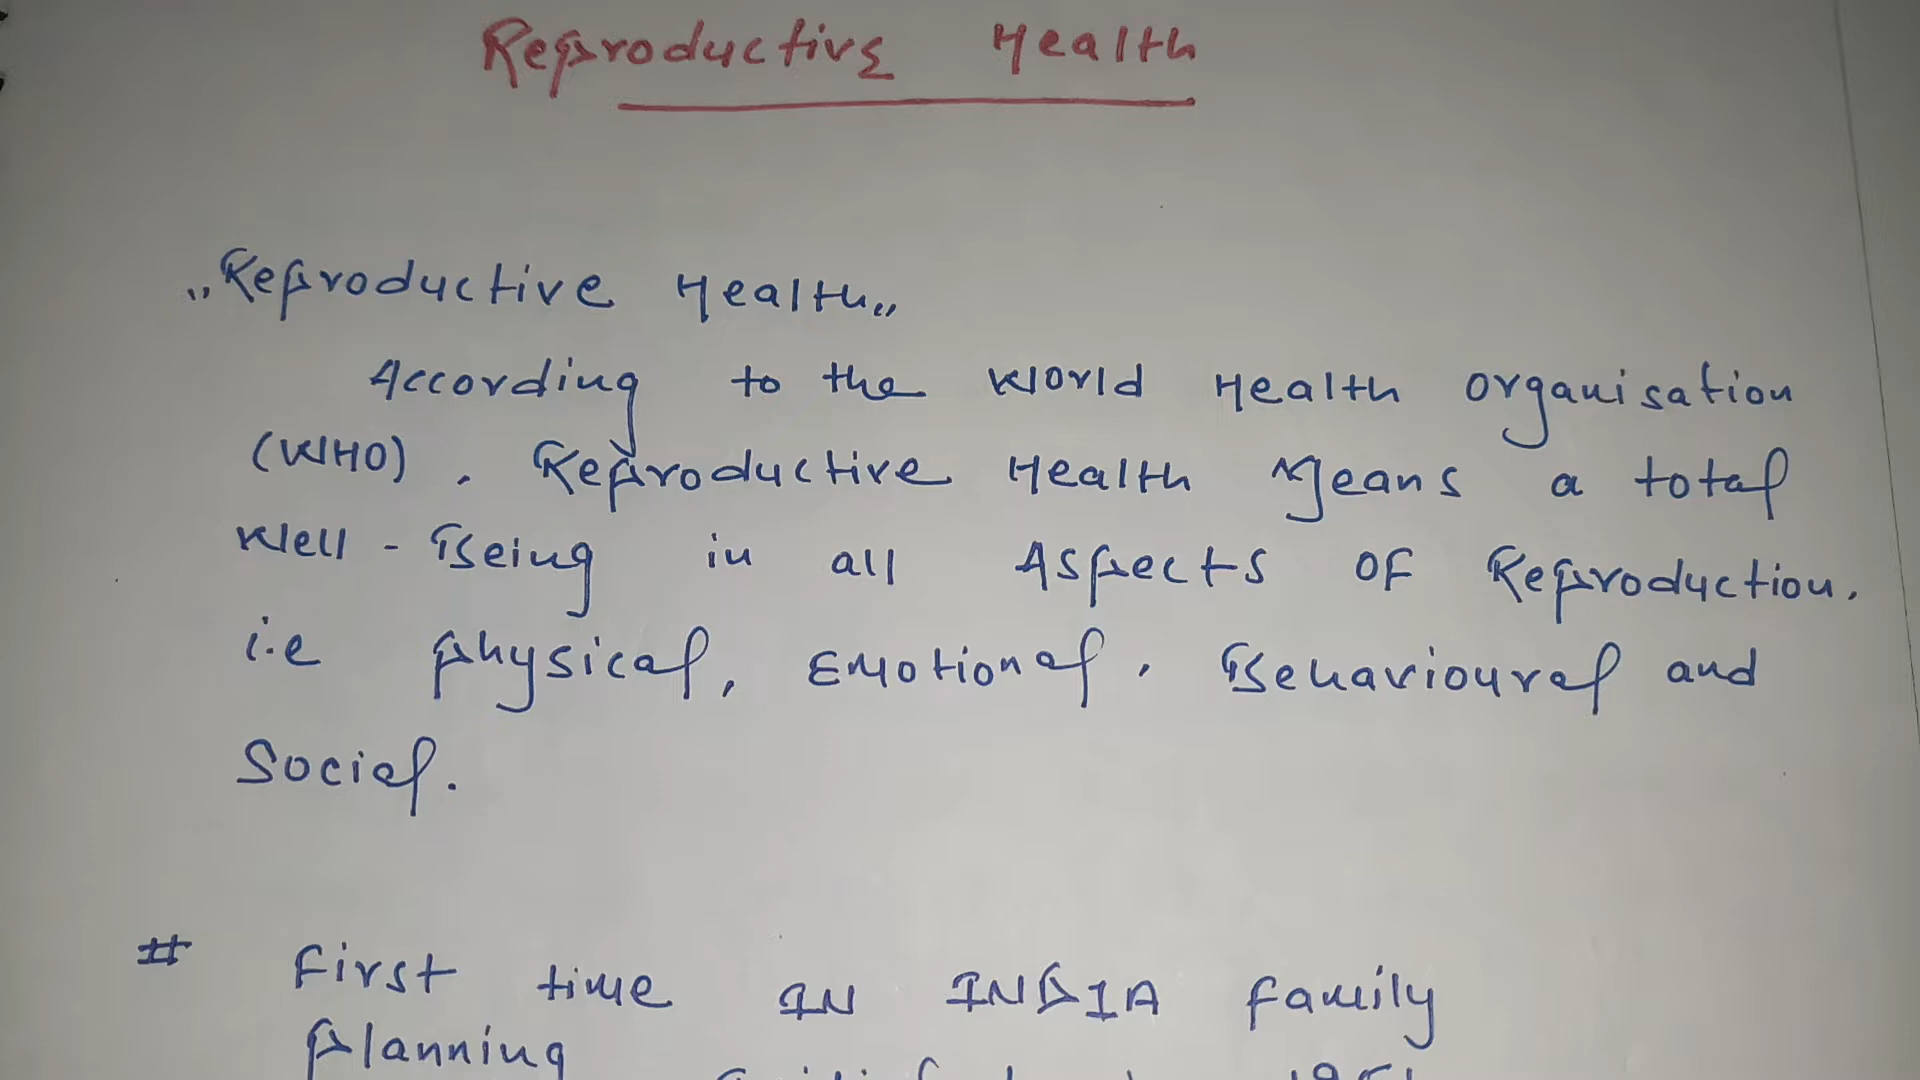 Reproductive Health
"Reproductive Health"
According to the World Health Organisation
(WHO), Reproductive Health Means a total
Well - Being in all Aspects OF Reproduction.
i.e physical, Emotional, Behavioural and
Social.
# First time IN INDIA family
planning